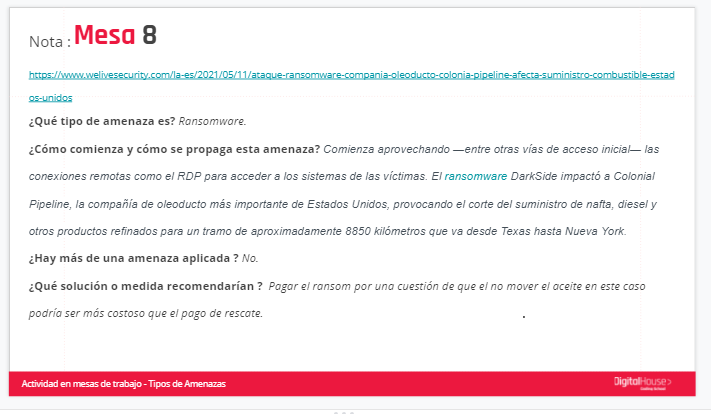 Nota : Mesa 8
https://www.welivesecurity.com/la-es/2021/05/11/ataque-ransomware-compania-oleoducto-colonia-pipeline-afecta-suministro-combustible-estad
os-unidos
¿Qué tipo de amenaza es? Ransomware.
¿Cómo comienza y cómo se propaga esta amenaza? Comienza aprovechando —entre otras vías de acceso inicial— las
conexiones remotas como el RDP para acceder a los sistemas de las víctimas. El ransomware DarkSide impactó a Colonial
Pipeline, la compañía de oleoducto más importante de Estados Unidos, provocando el corte del suministro de nafta, diesel y
otros productos refinados para un tramo de aproximadamente 8850 kilómetros que va desde Texas hasta Nueva York.
¿Hay más de una amenaza aplicada ? No.
¿Qué solución o medida recomendarían ? Pagar el ransom por una cuestión de que el no mover el aceite en este caso
podría ser más costoso que el pago de rescate. .
Actividad en mesas de trabajo - Tipos de Amenazas
DigitalHouse>